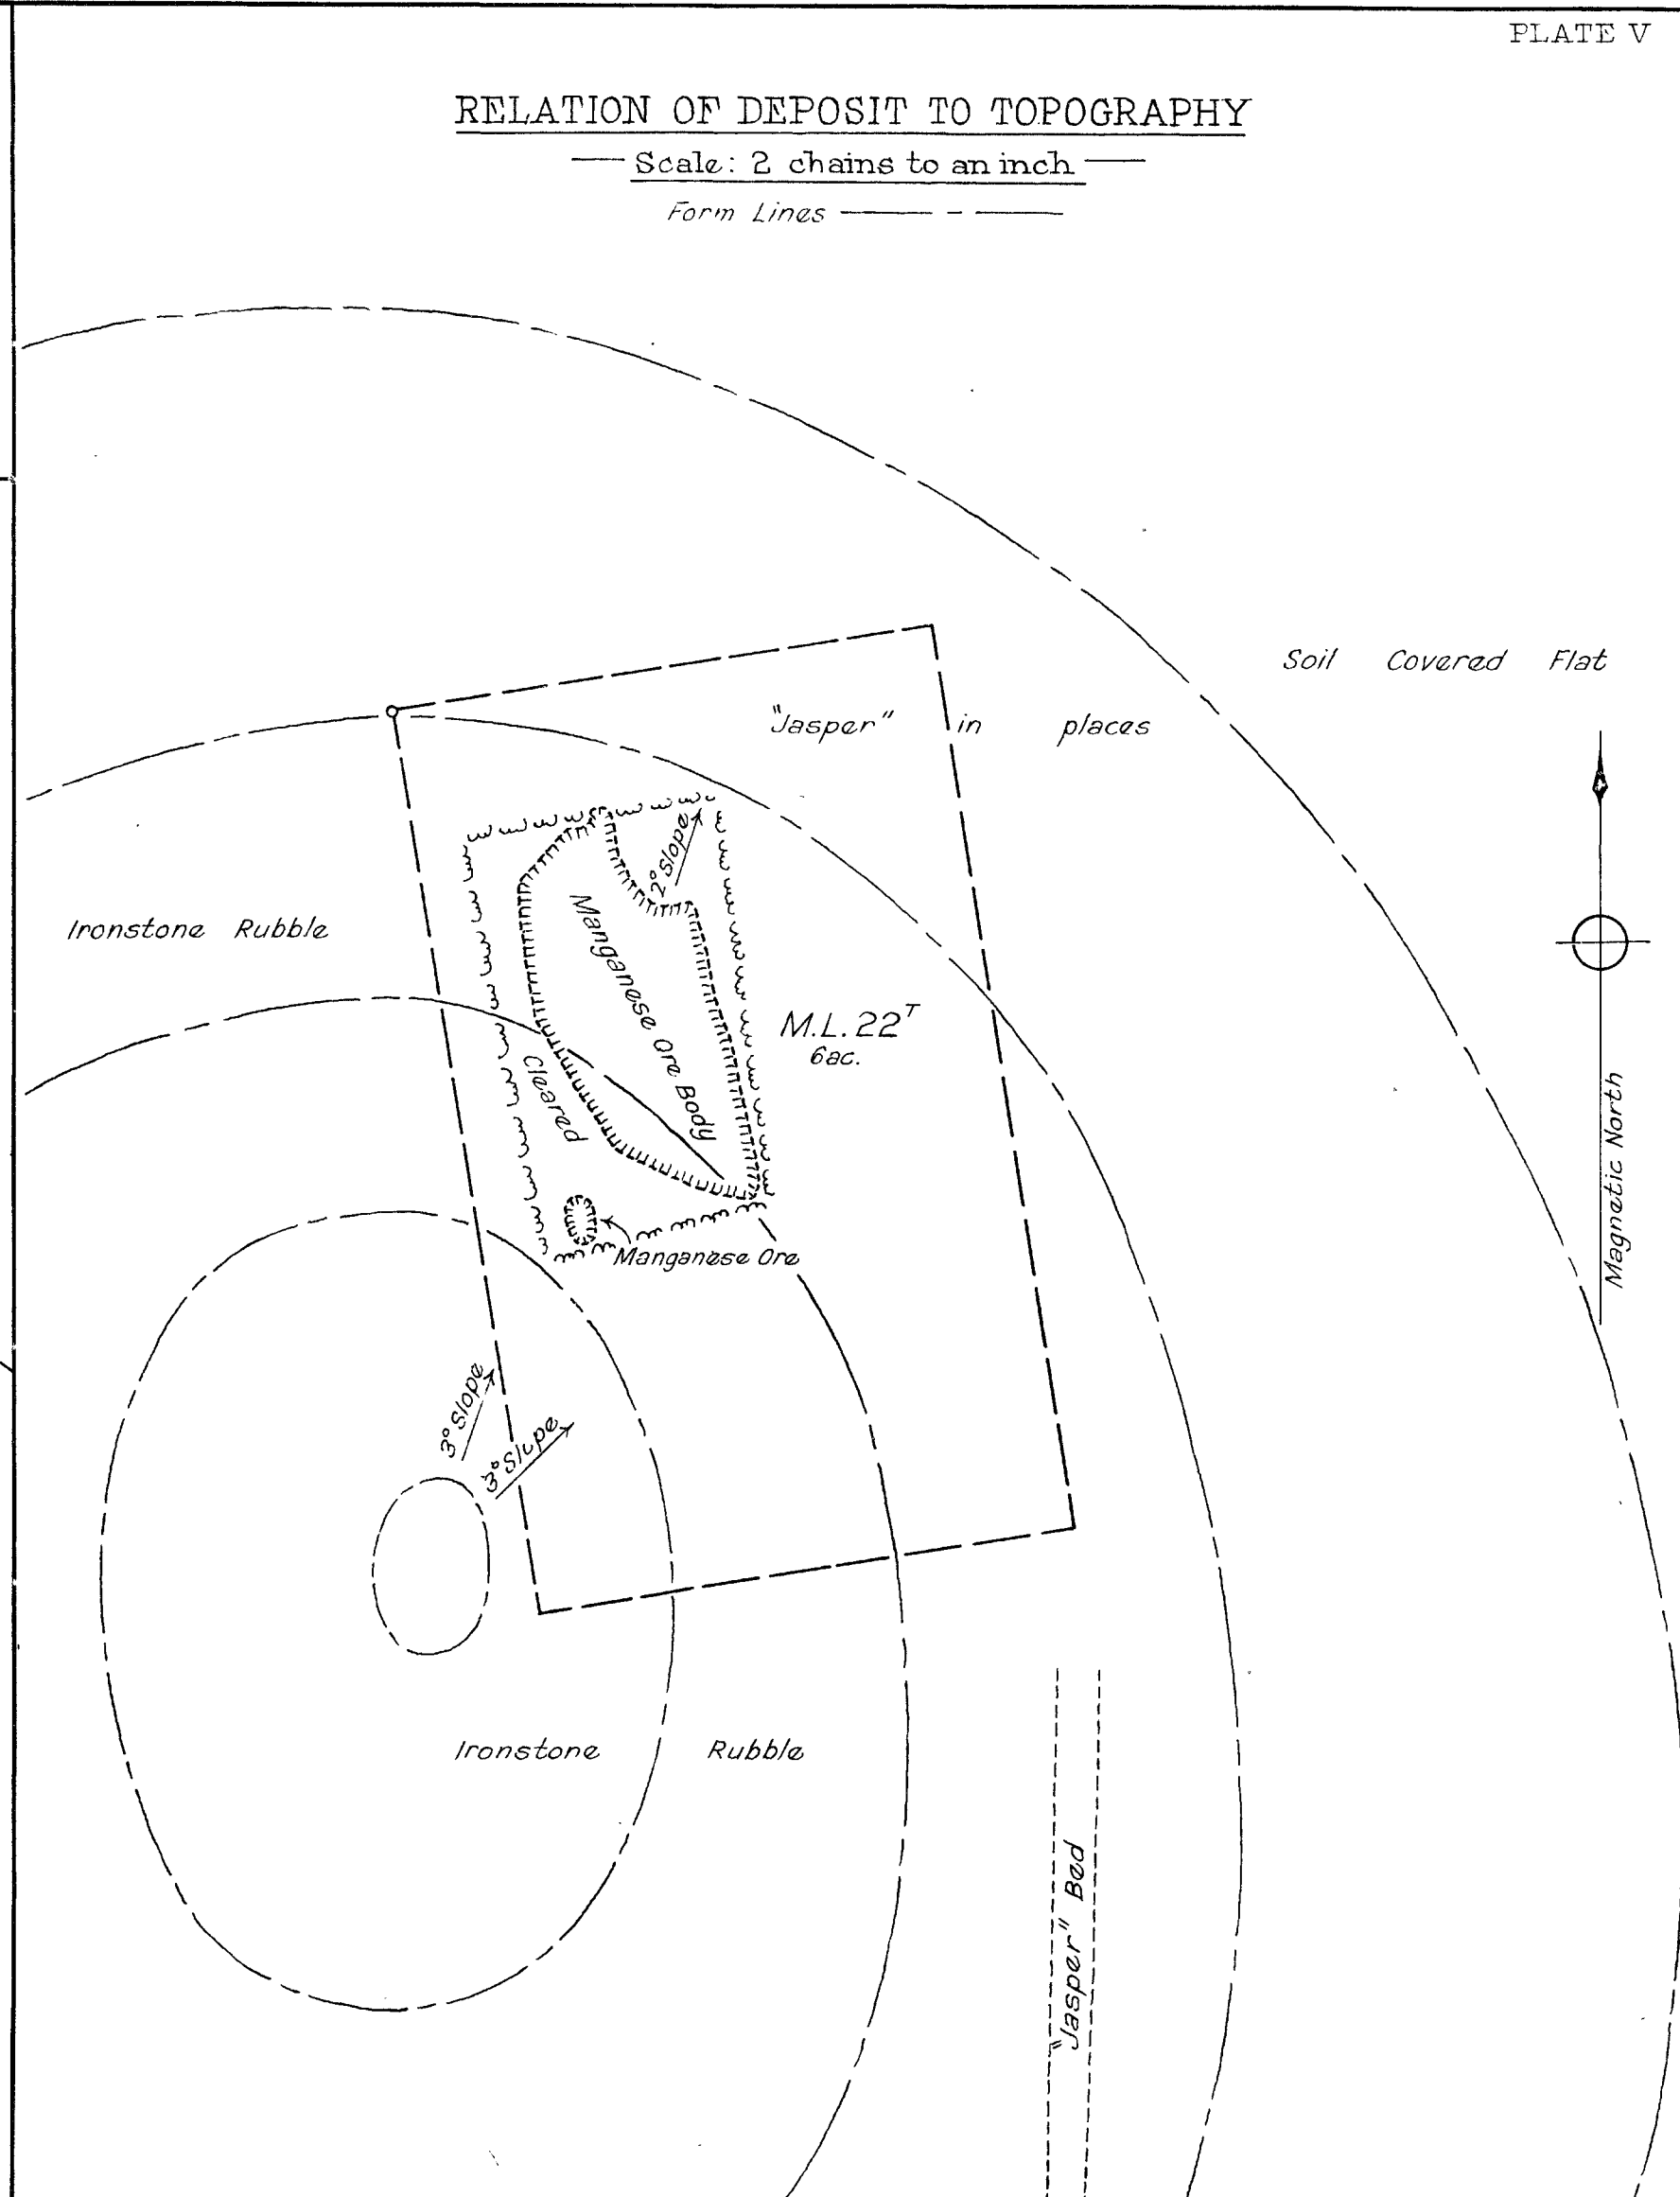 PLATE V
RELATION OF DEPOSIT TO TOPOGRAPHY
Scale: 2 chains to an inch
Form Lines
Soil Covered Flat
"Jasper" in places
2° Slope
Ironstone Rubble
Manganese Ore Body
M.L. 22ᵀ
6ac.
Cleared
Magnetic North
Manganese Ore
3° Slope
3° Slope
Ironstone Rubble
"Jasper" Bed